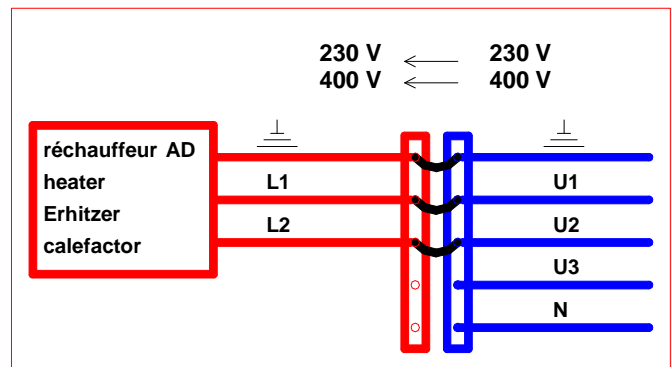 230 V 230 V
400 V 400 V
réchauffeur AD
heater
L1 U1
Erhitzer
L2 U2
calefactor
U3
N